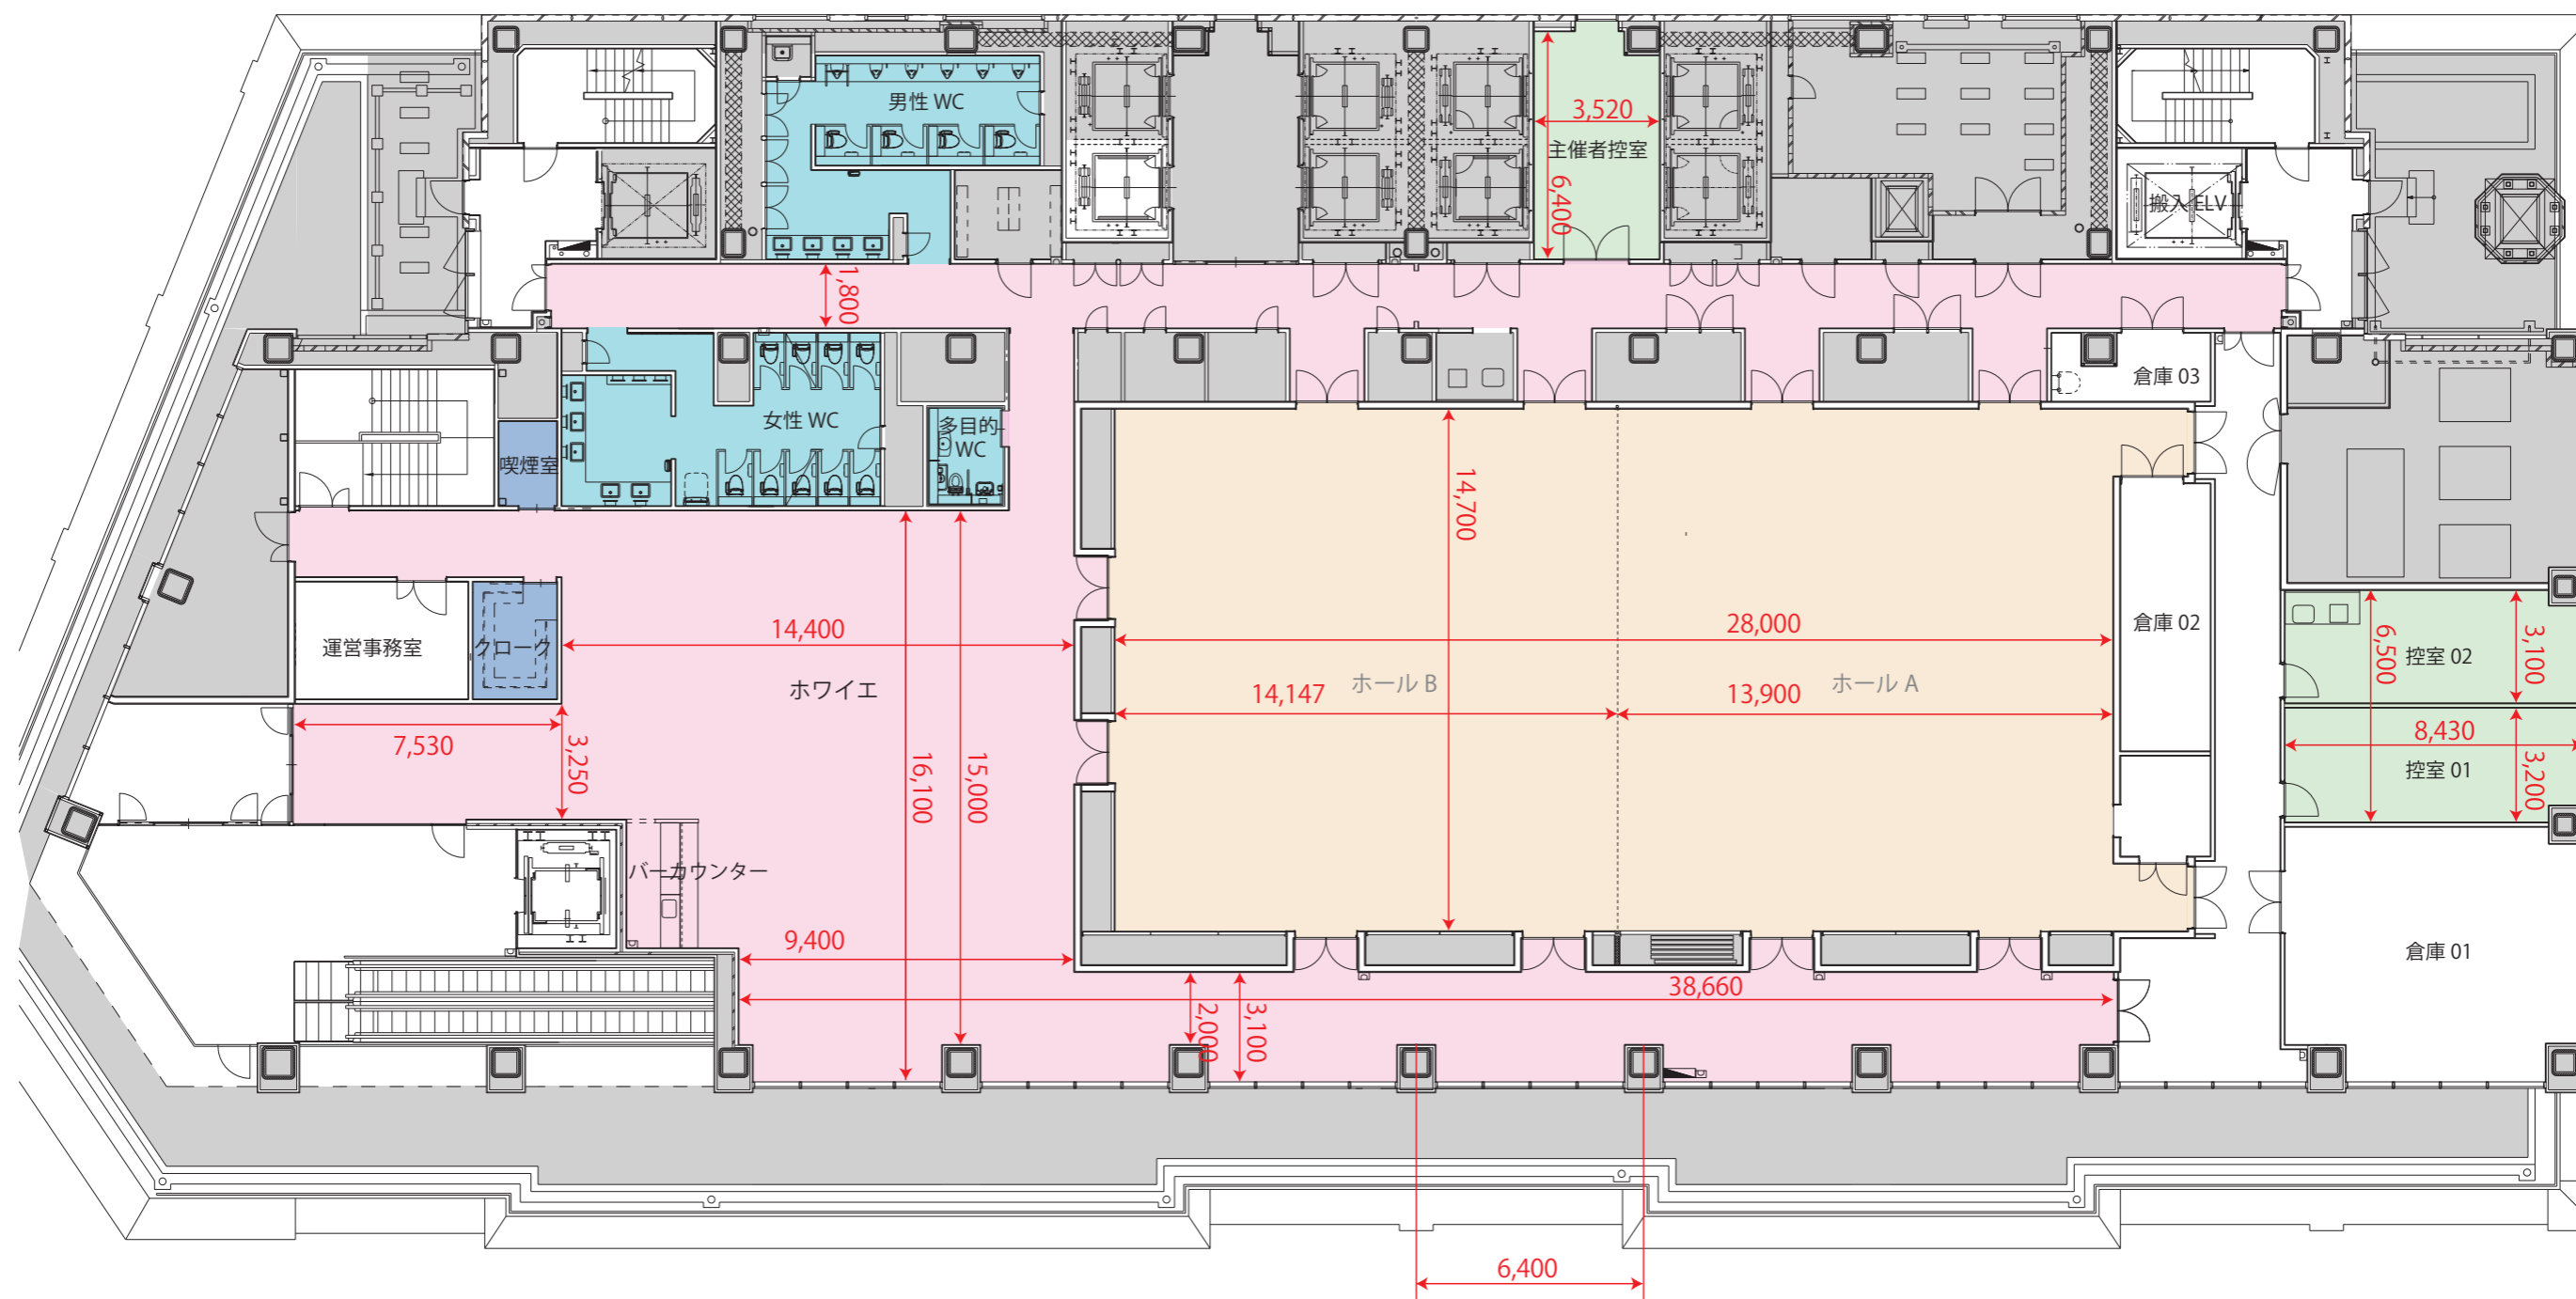 男性 WC
3,520
主催者控室
6,400
搬入 ELV
1,800
倉庫 03
女性 WC
多目的
WC
喫煙室
14,700
14,400
28,000
倉庫 02
運営事務室
クローク
ホワイエ
14,147
ホール B
13,900
ホール A
6,500
控室 02
3,100
7,530
3,250
16,100
15,000
8,430
控室 01
3,200
バーカウンター
9,400
倉庫 01
38,660
2,000
3,100
6,400